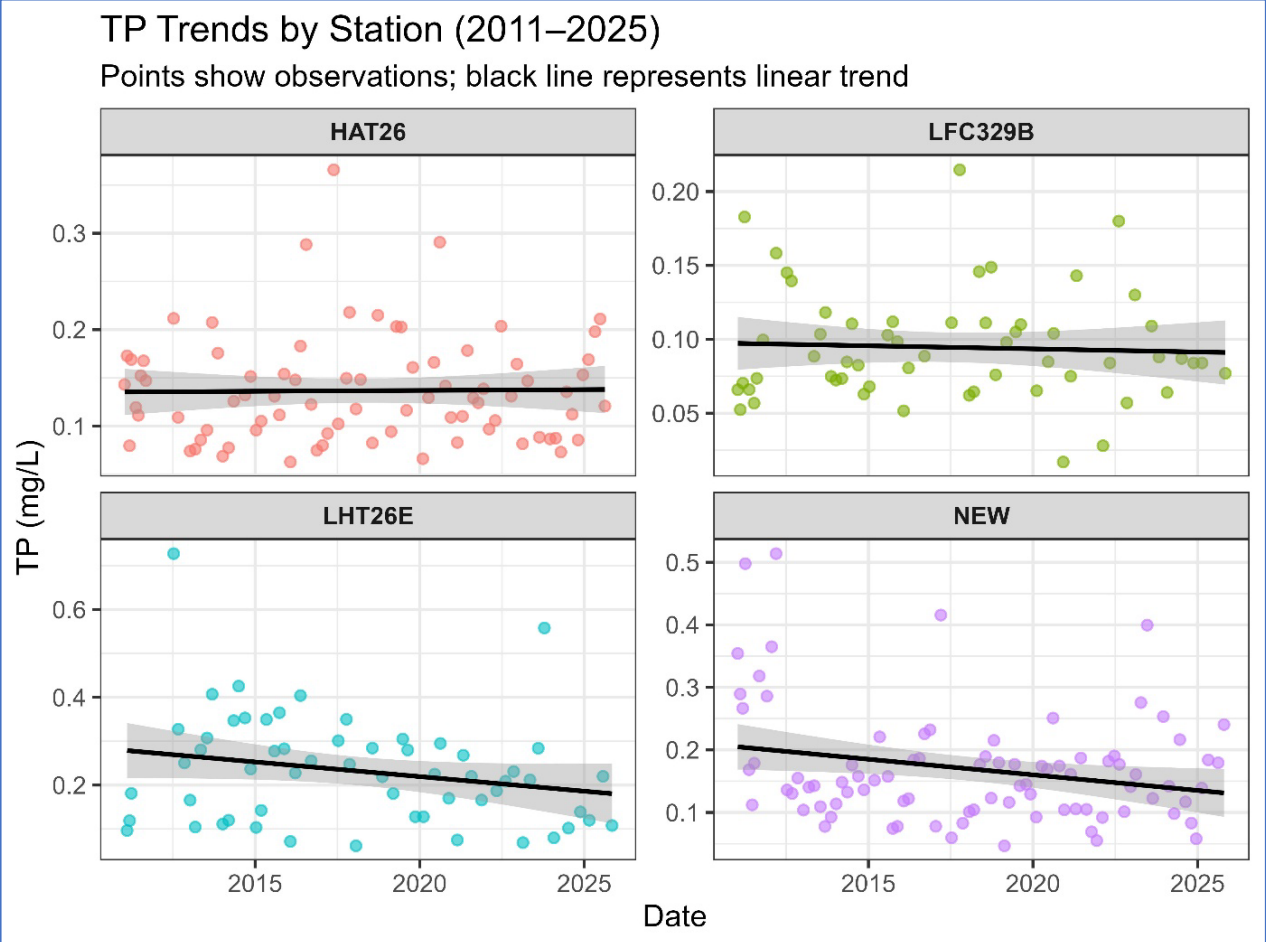 TP Trends by Station (2011–2025)
Points show observations; black line represents linear trend
HAT26
LFC329B
0.3
0.2
0.1
0.20
0.15
0.10
0.05
LHT26E
NEW
0.6
0.4
0.2
0.5
0.4
0.3
0.2
0.1
2015
2020
2025
2015
2020
2025
TP (mg/L)
Date